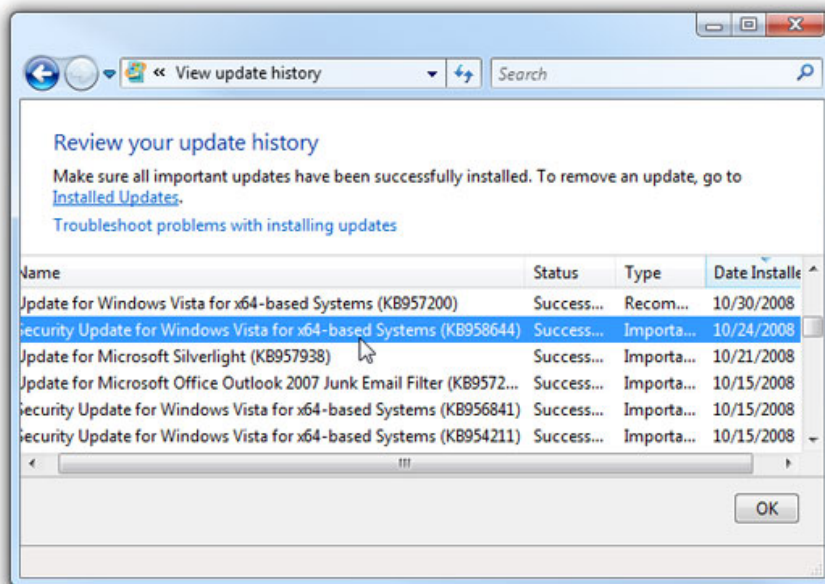 « View update history
Search
Review your update history
Make sure all important updates have been successfully installed. To remove an update, go to
Installed Updates.
Troubleshoot problems with installing updates
Name Status Type Date Installe
Update for Windows Vista for x64-based Systems (KB957200) Success... Recom... 10/30/2008
Security Update for Windows Vista for x64-based Systems (KB958644) Success... Importa... 10/24/2008
Update for Microsoft Silverlight (KB957938) Success... Importa... 10/21/2008
Update for Microsoft Office Outlook 2007 Junk Email Filter (KB9572... Success... Importa... 10/15/2008
Security Update for Windows Vista for x64-based Systems (KB956841) Success... Importa... 10/15/2008
Security Update for Windows Vista for x64-based Systems (KB954211) Success... Importa... 10/15/2008
OK